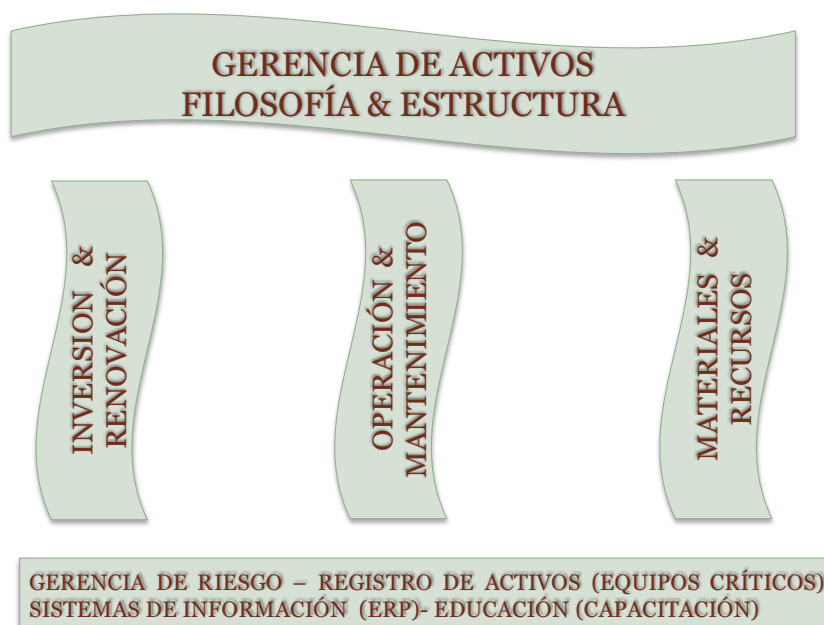 GERENCIA DE ACTIVOS
FILOSOFÍA & ESTRUCTURA
INVERSION &
RENOVACIÓN
OPERACIÓN &
MANTENIMIENTO
MATERIALES &
RECURSOS
GERENCIA DE RIESGO – REGISTRO DE ACTIVOS (EQUIPOS CRÍTICOS)
SISTEMAS DE INFORMACIÓN (ERP)- EDUCACIÓN (CAPACITACIÓN)